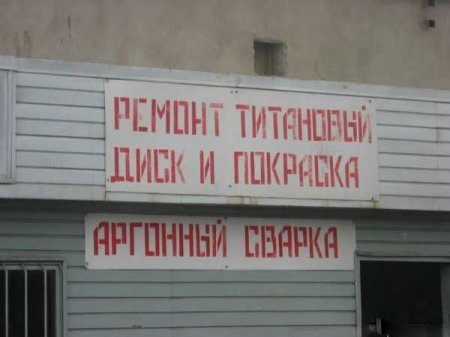 РЕМОНТ ТИТАНОВЫЙ
ДИСК И ПОКРАСКА
АРГОННЫЙ СВАРКА